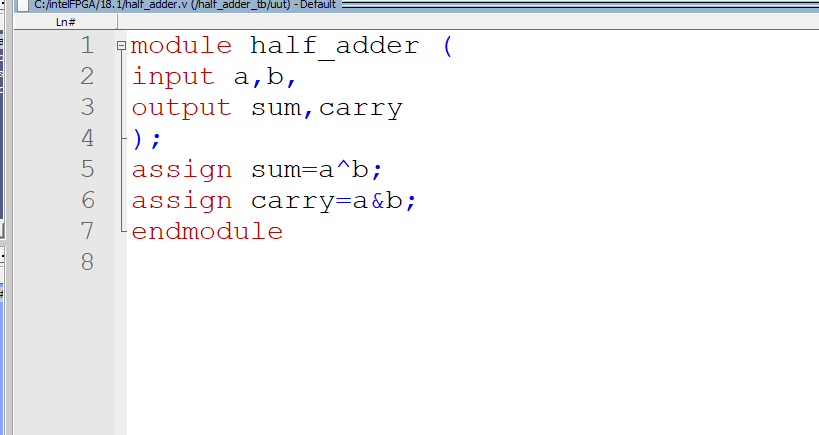 C:/intelFPGA/18.1/half_adder.v (/half_adder_tb/uut) - Default
Ln#
1 module half_adder (
2 input a,b,
3 output sum,carry
4 );
5 assign sum=a^b;
6 assign carry=a&b;
7 endmodule
8